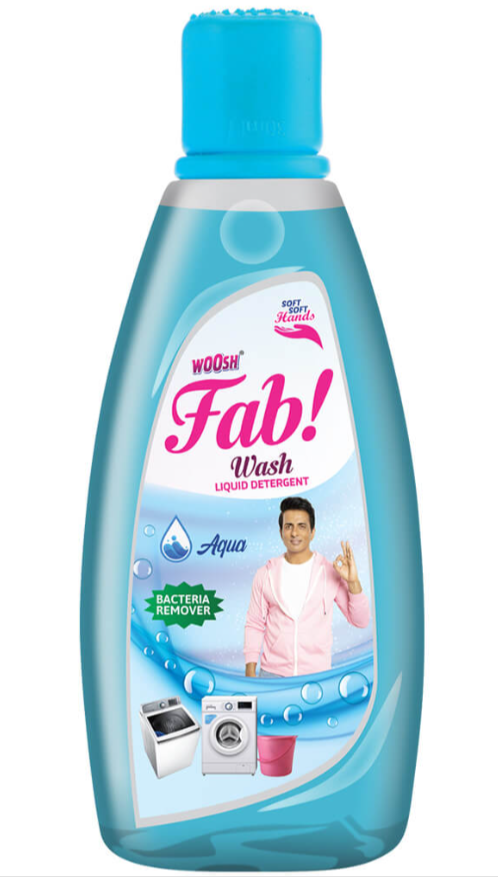 SOFT
SOFT
Hands
WOOSH
Fab!
Wash
LIQUID DETERGENT
Aqua
BACTERIA
REMOVER